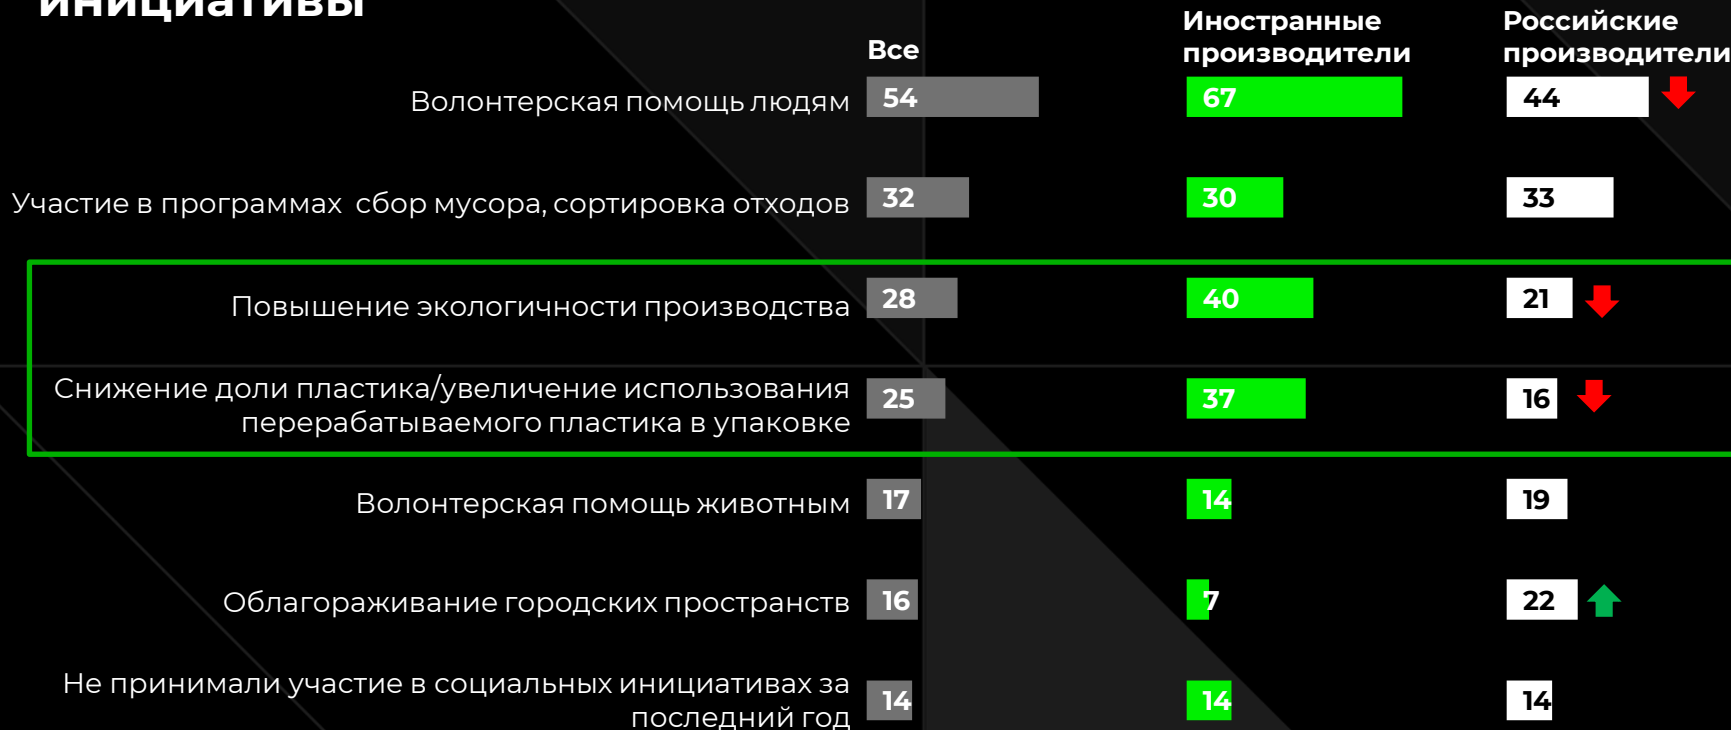 инициативы
Все
Иностранные
производители
Российские
производители
Волонтерская помощь людям 54 67 44
Участие в программах сбор мусора, сортировка отходов 32 30 33
Повышение экологичности производства 28 40 21
Снижение доли пластика/увеличение использования
перерабатываемого пластика в упаковке 25 37 16
Волонтерская помощь животным 17 14 19
Облагораживание городских пространств 16 7 22
Не принимали участие в социальных инициативах за
последний год 14 14 14